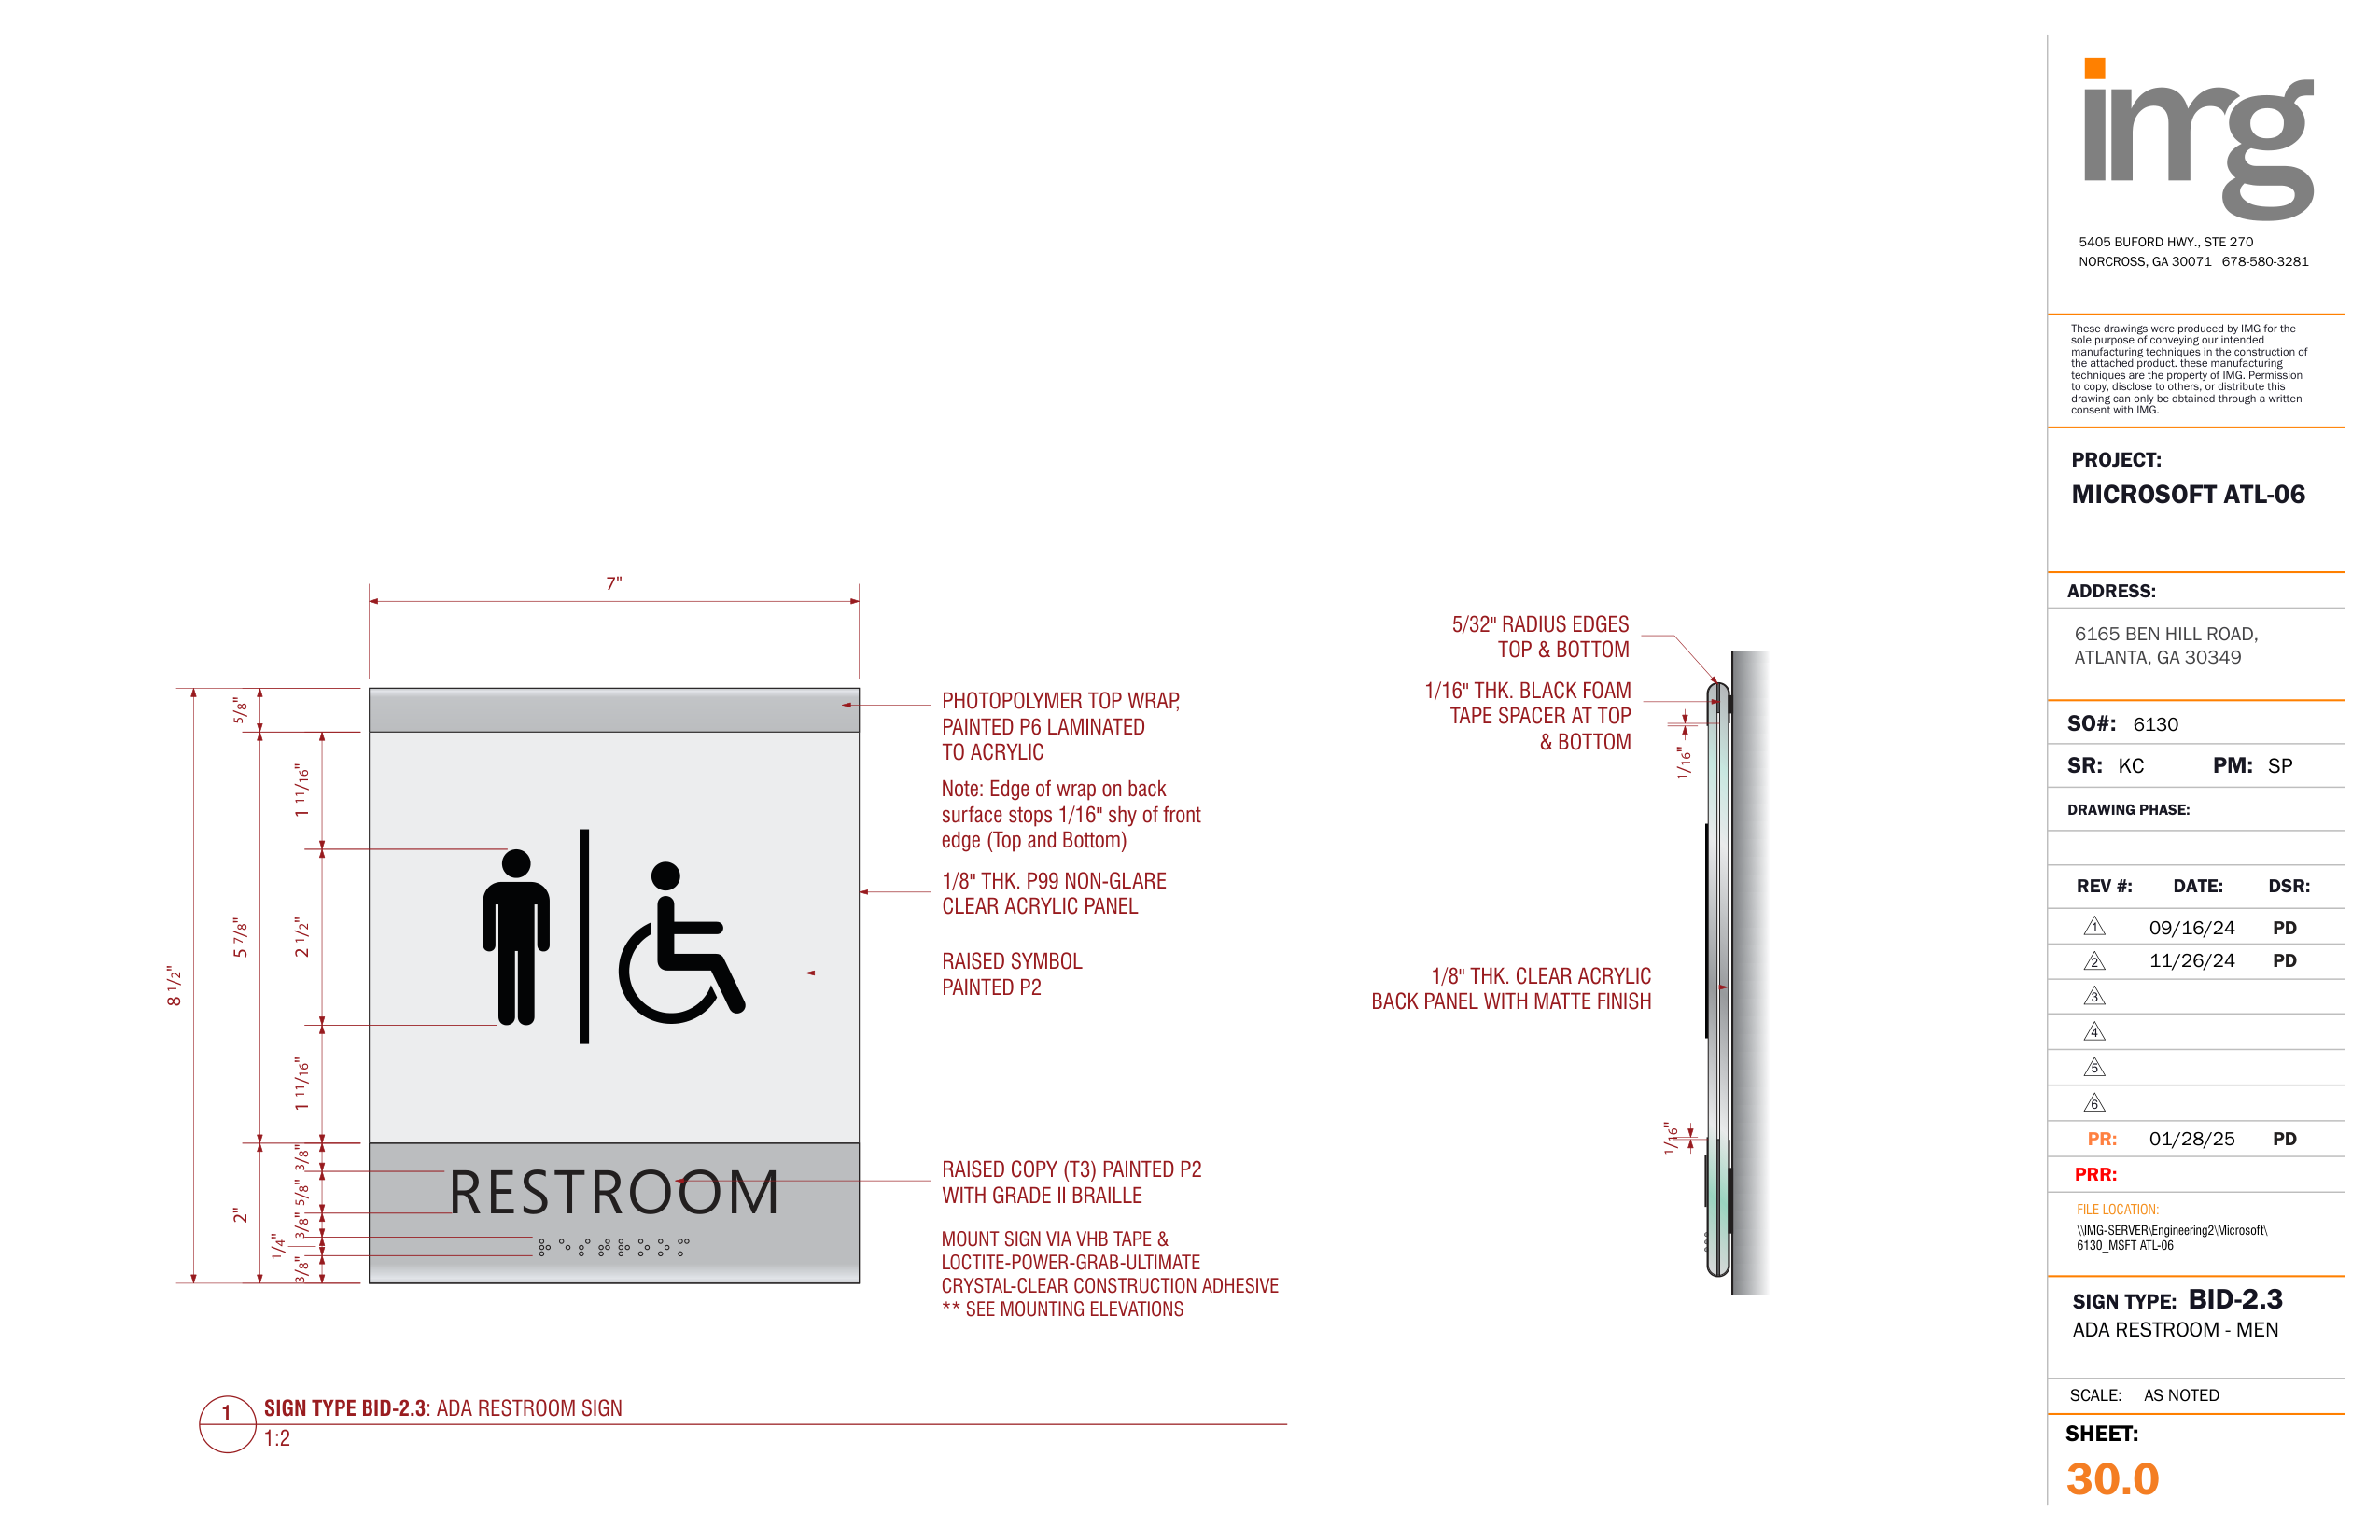 7"
5/8"
1 11/16"
5 7/8"
2 1/2"
8 1/2"
1 11/16"
3/8"
5/8"
2"
3/8"
1/4"
3/8"
RESTROOM
PHOTOPOLYMER TOP WRAP,
PAINTED P6 LAMINATED
TO ACRYLIC
Note: Edge of wrap on back
surface stops 1/16" shy of front
edge (Top and Bottom)
1/8" THK. P99 NON-GLARE
CLEAR ACRYLIC PANEL
RAISED SYMBOL
PAINTED P2
RAISED COPY (T3) PAINTED P2
WITH GRADE II BRAILLE
MOUNT SIGN VIA VHB TAPE &
LOCTITE-POWER-GRAB-ULTIMATE
CRYSTAL-CLEAR CONSTRUCTION ADHESIVE
** SEE MOUNTING ELEVATIONS
5/32" RADIUS EDGES
TOP & BOTTOM
1/16" THK. BLACK FOAM
TAPE SPACER AT TOP
& BOTTOM
1/16"
1/8" THK. CLEAR ACRYLIC
BACK PANEL WITH MATTE FINISH
1/16"
1
SIGN TYPE BID-2.3: ADA RESTROOM SIGN
1:2
img
5405 BUFORD HWY., STE 270
NORCROSS, GA 30071 678-580-3281
These drawings were produced by IMG for the
sole purpose of conveying our intended
manufacturing techniques in the construction of
the attached product. these manufacturing
techniques are the property of IMG. Permission
to copy, disclose to others, or distribute this
drawing can only be obtained through a written
consent with IMG.
PROJECT:
MICROSOFT ATL-06
ADDRESS:
6165 BEN HILL ROAD,
ATLANTA, GA 30349
SO#: 6130
SR: KC PM: SP
DRAWING PHASE:
REV #: DATE: DSR:
1 09/16/24 PD
2 11/26/24 PD
3
4
5
6
PR: 01/28/25 PD
PRR:
FILE LOCATION:
\\IMG-SERVER\Engineering2\Microsoft\
6130_MSFT ATL-06
SIGN TYPE: BID-2.3
ADA RESTROOM - MEN
SCALE: AS NOTED
SHEET:
30.0